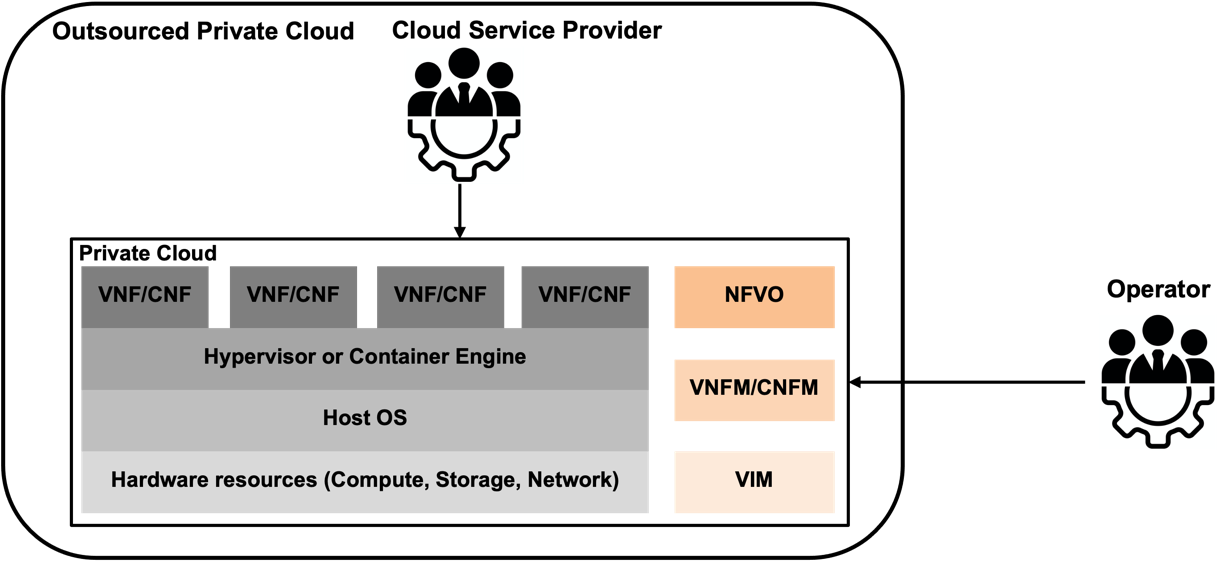 Outsourced Private Cloud
Cloud Service Provider
Private Cloud
VNF/CNF
VNF/CNF
VNF/CNF
VNF/CNF
NFVO
Operator
Hypervisor or Container Engine
VNFM/CNFM
Host OS
Hardware resources (Compute, Storage, Network)
VIM